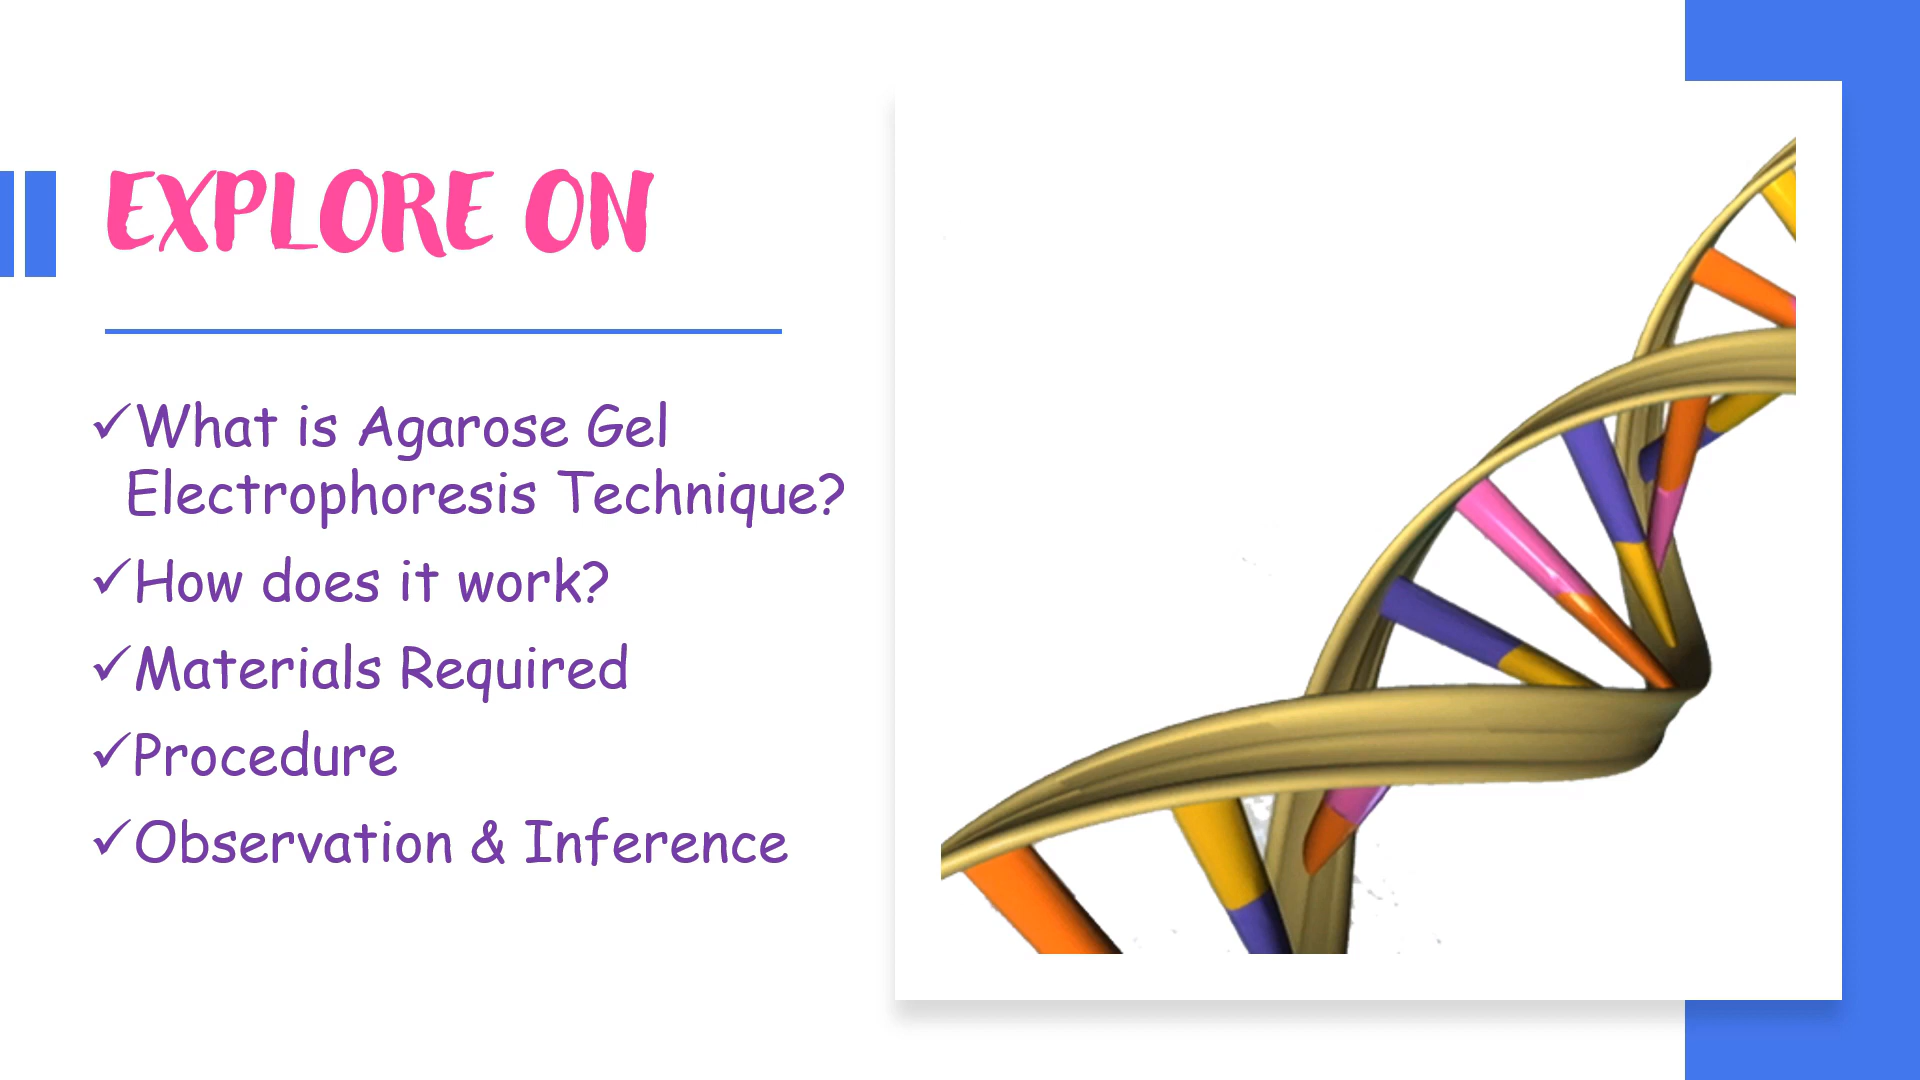 EXPLORE ON
✓What is Agarose Gel
Electrophoresis Technique?
✓How does it work?
✓Materials Required
✓Procedure
✓Observation & Inference